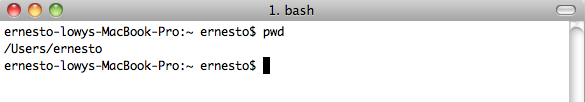 1. bash
ernesto-lowys-MacBook-Pro:~ ernesto$ pwd
/Users/ernesto
ernesto-lowys-MacBook-Pro:~ ernesto$